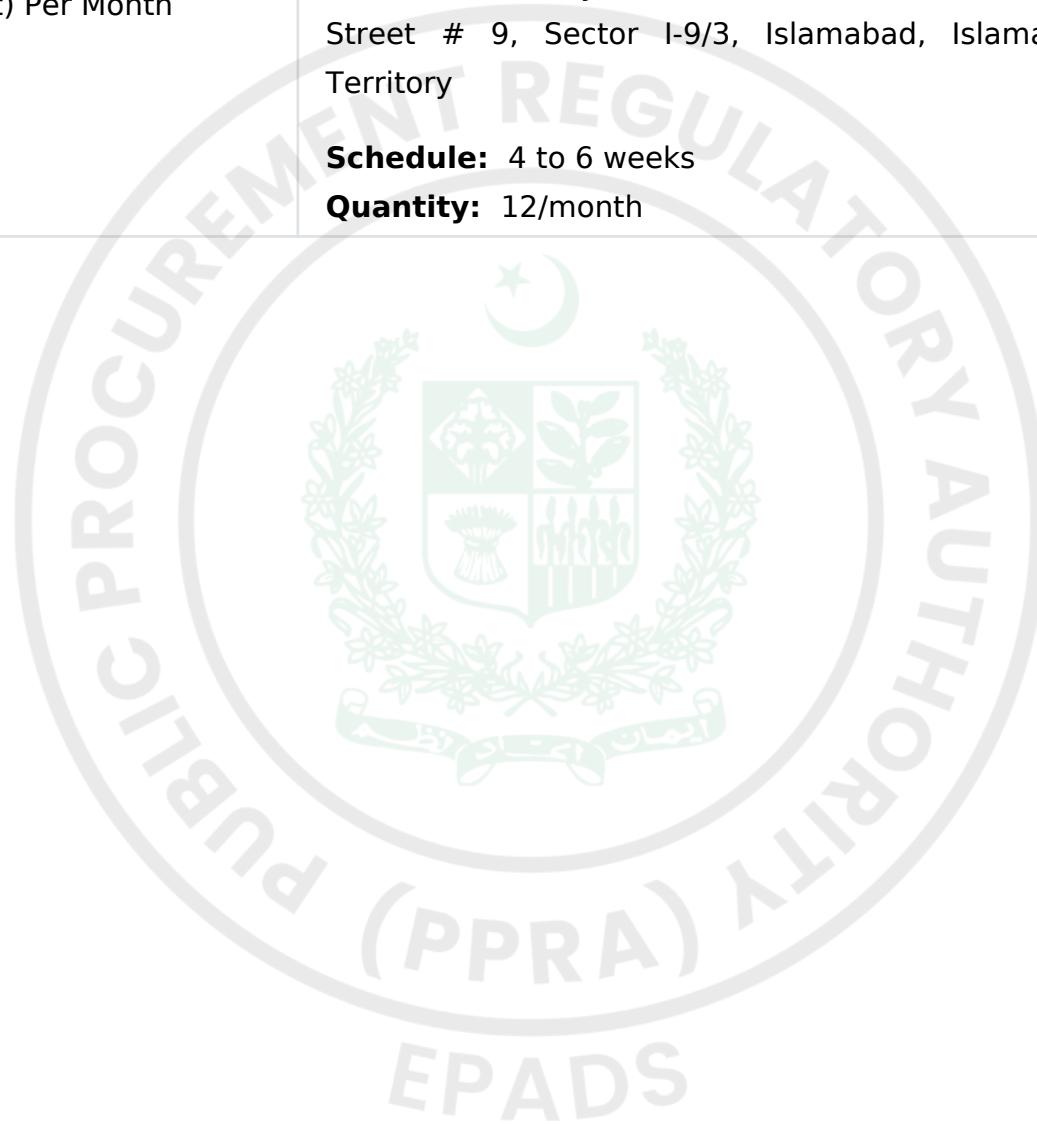 t) Per Month
Street # 9, Sector I-9/3, Islamabad,
Territory
Schedule: 4 to 6 weeks
Quantity: 12/month
PUBLIC PROCUREMENT REGULATORY AUTHORITY
(PPRA)
EPADS